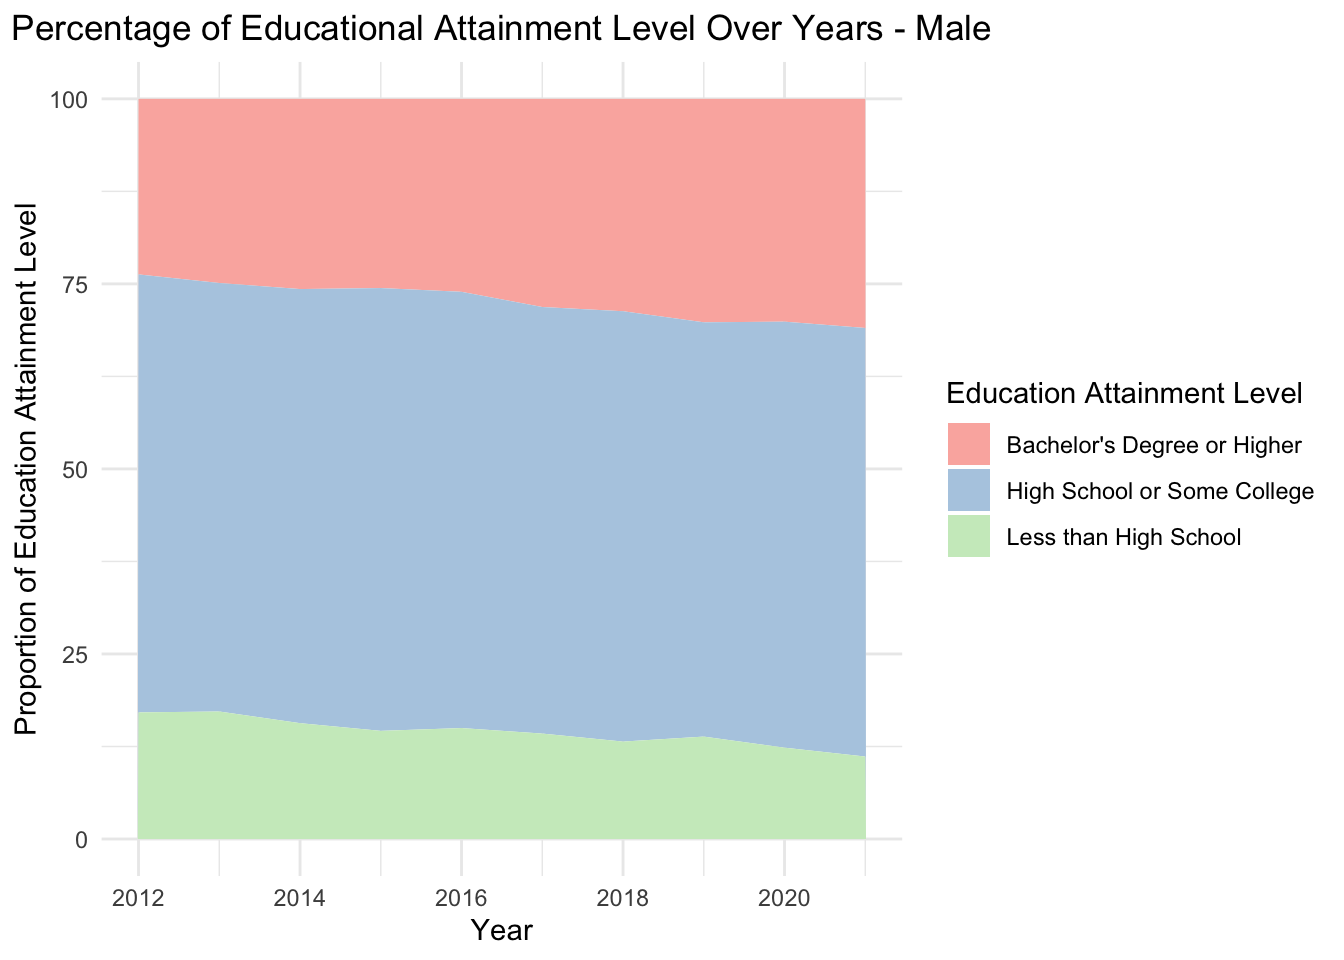 Percentage of Educational Attainment Level Over Years - Male
Proportion of Education Attainment Level
100
75
50
25
0
2012
2014
2016
2018
2020
Year
Education Attainment Level
Bachelor's Degree or Higher
High School or Some College
Less than High School